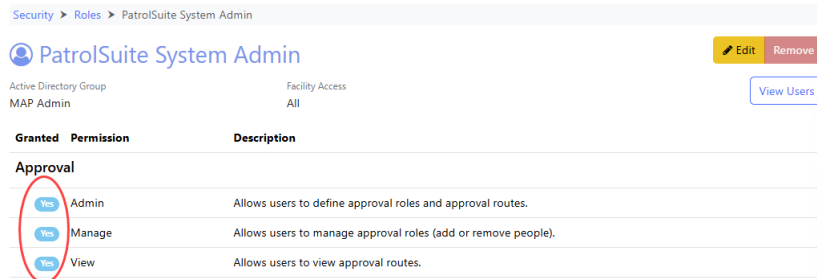 Security > Roles > PatrolSuite System Admin
PatrolSuite System Admin
Edit Remove
Active Directory Group Facility Access
MAP Admin All
View Users
Granted Permission Description
Approval
Yes Admin Allows users to define approval roles and approval routes.
Yes Manage Allows users to manage approval roles (add or remove people).
Yes View Allows users to view approval routes.